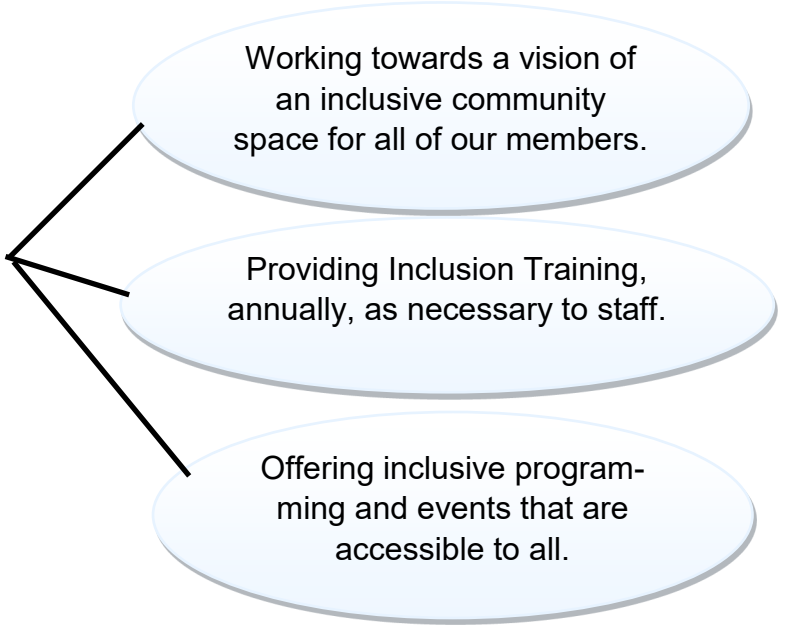 Working towards a vision of
an inclusive community
space for all of our members.
Providing Inclusion Training,
annually, as necessary to staff.
Offering inclusive program-
ming and events that are
accessible to all.